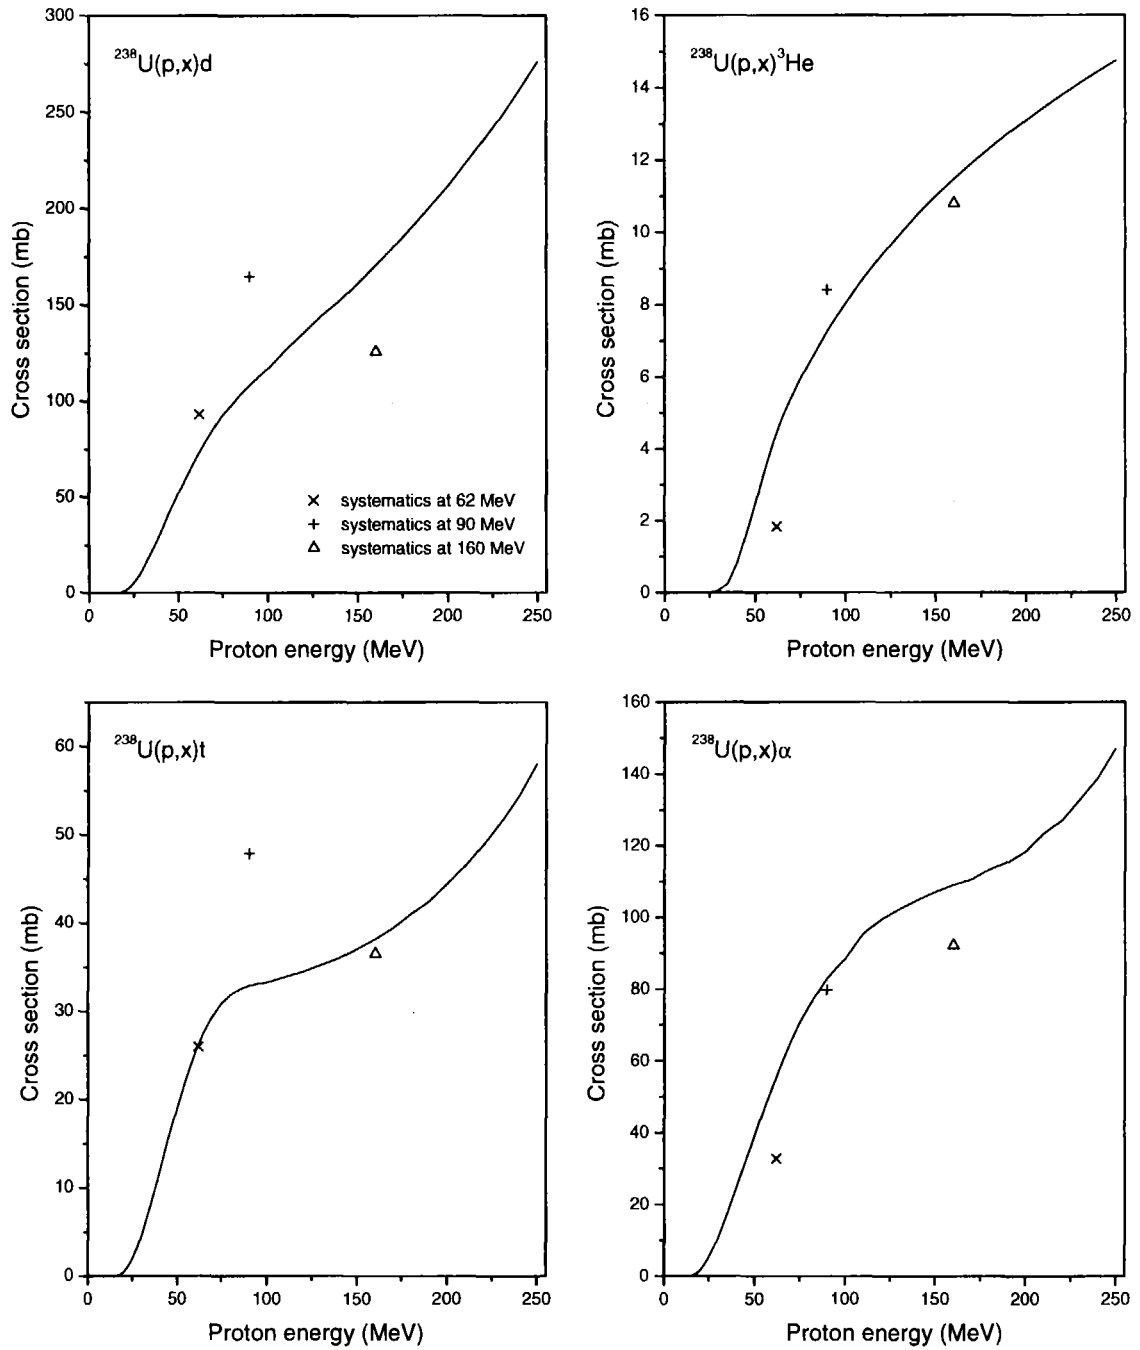 ²³⁸U(p,x)d
300
250
200
150
100
50
0
Cross section (mb)
× systematics at 62 MeV
+ systematics at 90 MeV
△ systematics at 160 MeV
0 50 100 150 200 250
Proton energy (MeV)
²³⁸U(p,x)³He
16
14
12
10
8
6
4
2
0
Cross section (mb)
0 50 100 150 200 250
Proton energy (MeV)
²³⁸U(p,x)t
60
50
40
30
20
10
0
Cross section (mb)
0 50 100 150 200 250
Proton energy (MeV)
²³⁸U(p,x)α
160
140
120
100
80
60
40
20
0
Cross section (mb)
0 50 100 150 200 250
Proton energy (MeV)